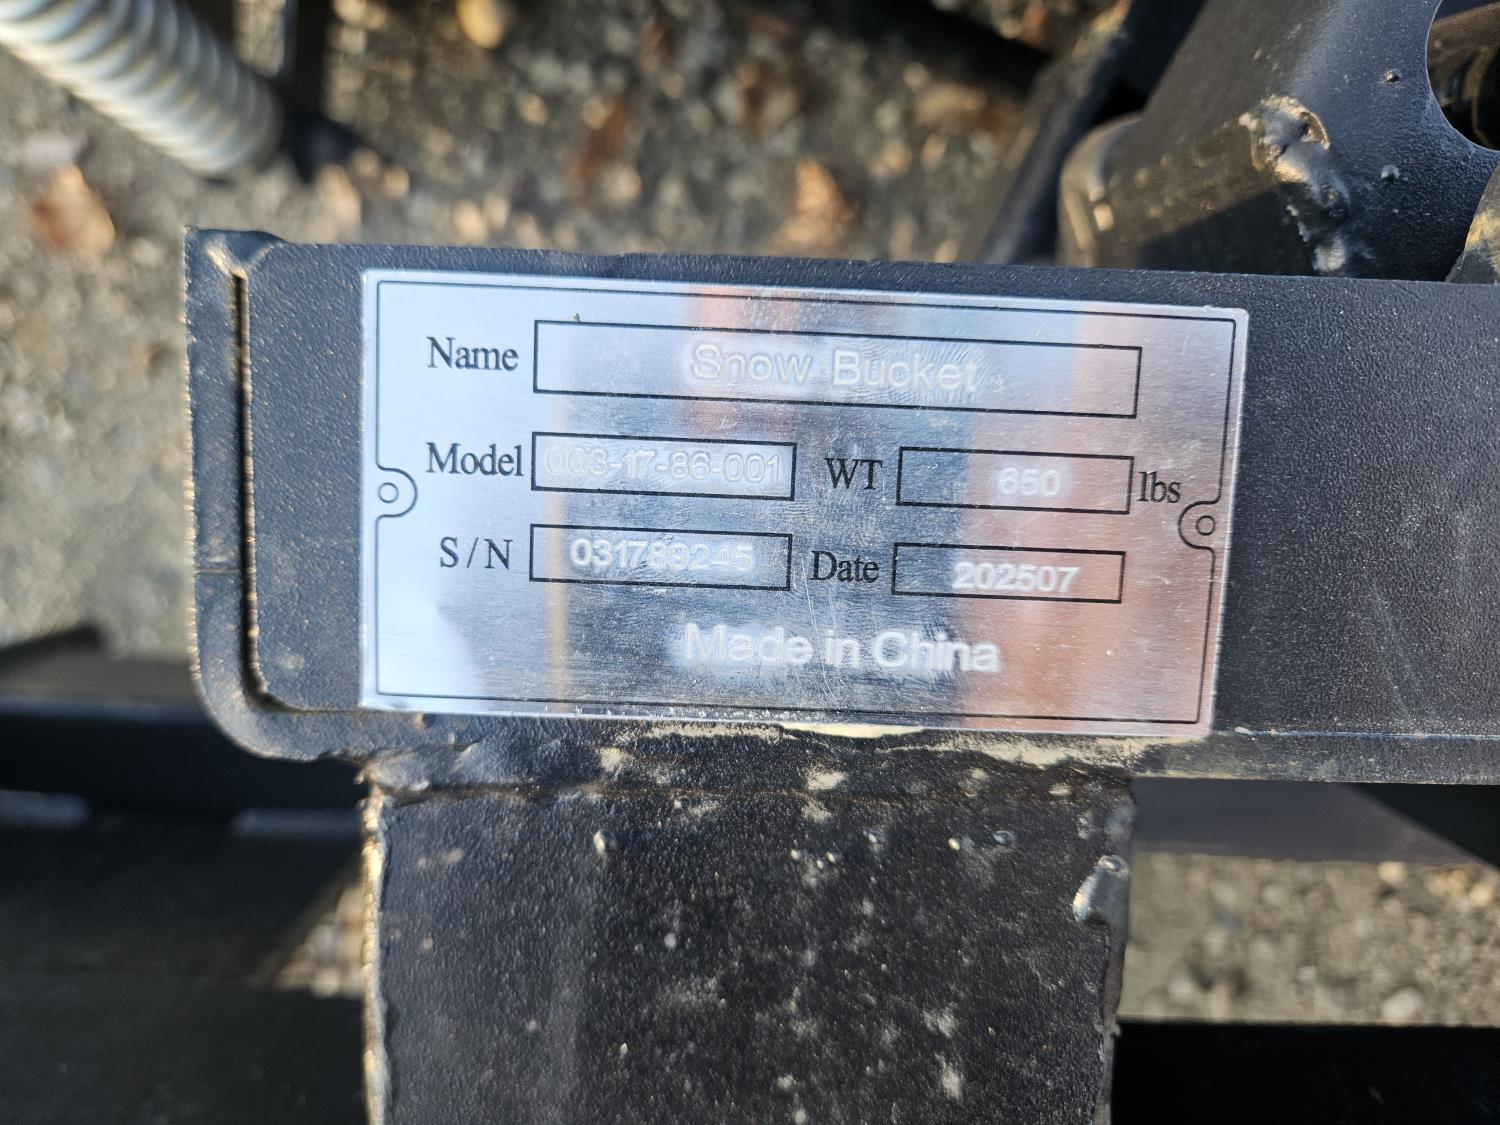 Name Snow Bucket
Model 003-17-86-001 WT 650 lbs
S/N 031789245 Date 202507
Made in China